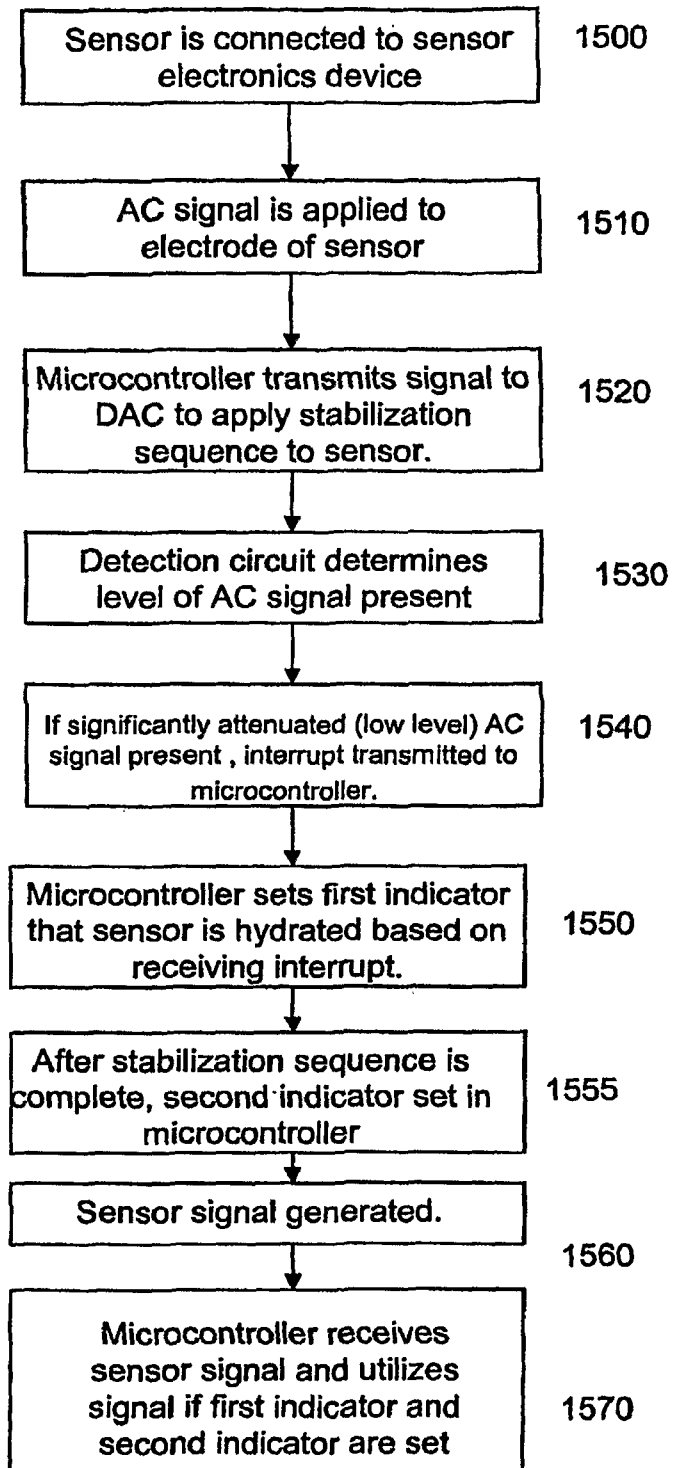 Sensor is connected to sensor
electronics device
1500
AC signal is applied to
electrode of sensor
1510
Microcontroller transmits signal to
DAC to apply stabilization
sequence to sensor.
1520
Detection circuit determines
level of AC signal present
1530
If significantly attenuated (low level) AC
signal present , interrupt transmitted to
microcontroller.
1540
Microcontroller sets first indicator
that sensor is hydrated based on
receiving interrupt.
1550
After stabilization sequence is
complete, second indicator set in
microcontroller
1555
Sensor signal generated.
1560
Microcontroller receives
sensor signal and utilizes
signal if first indicator and
second indicator are set
1570